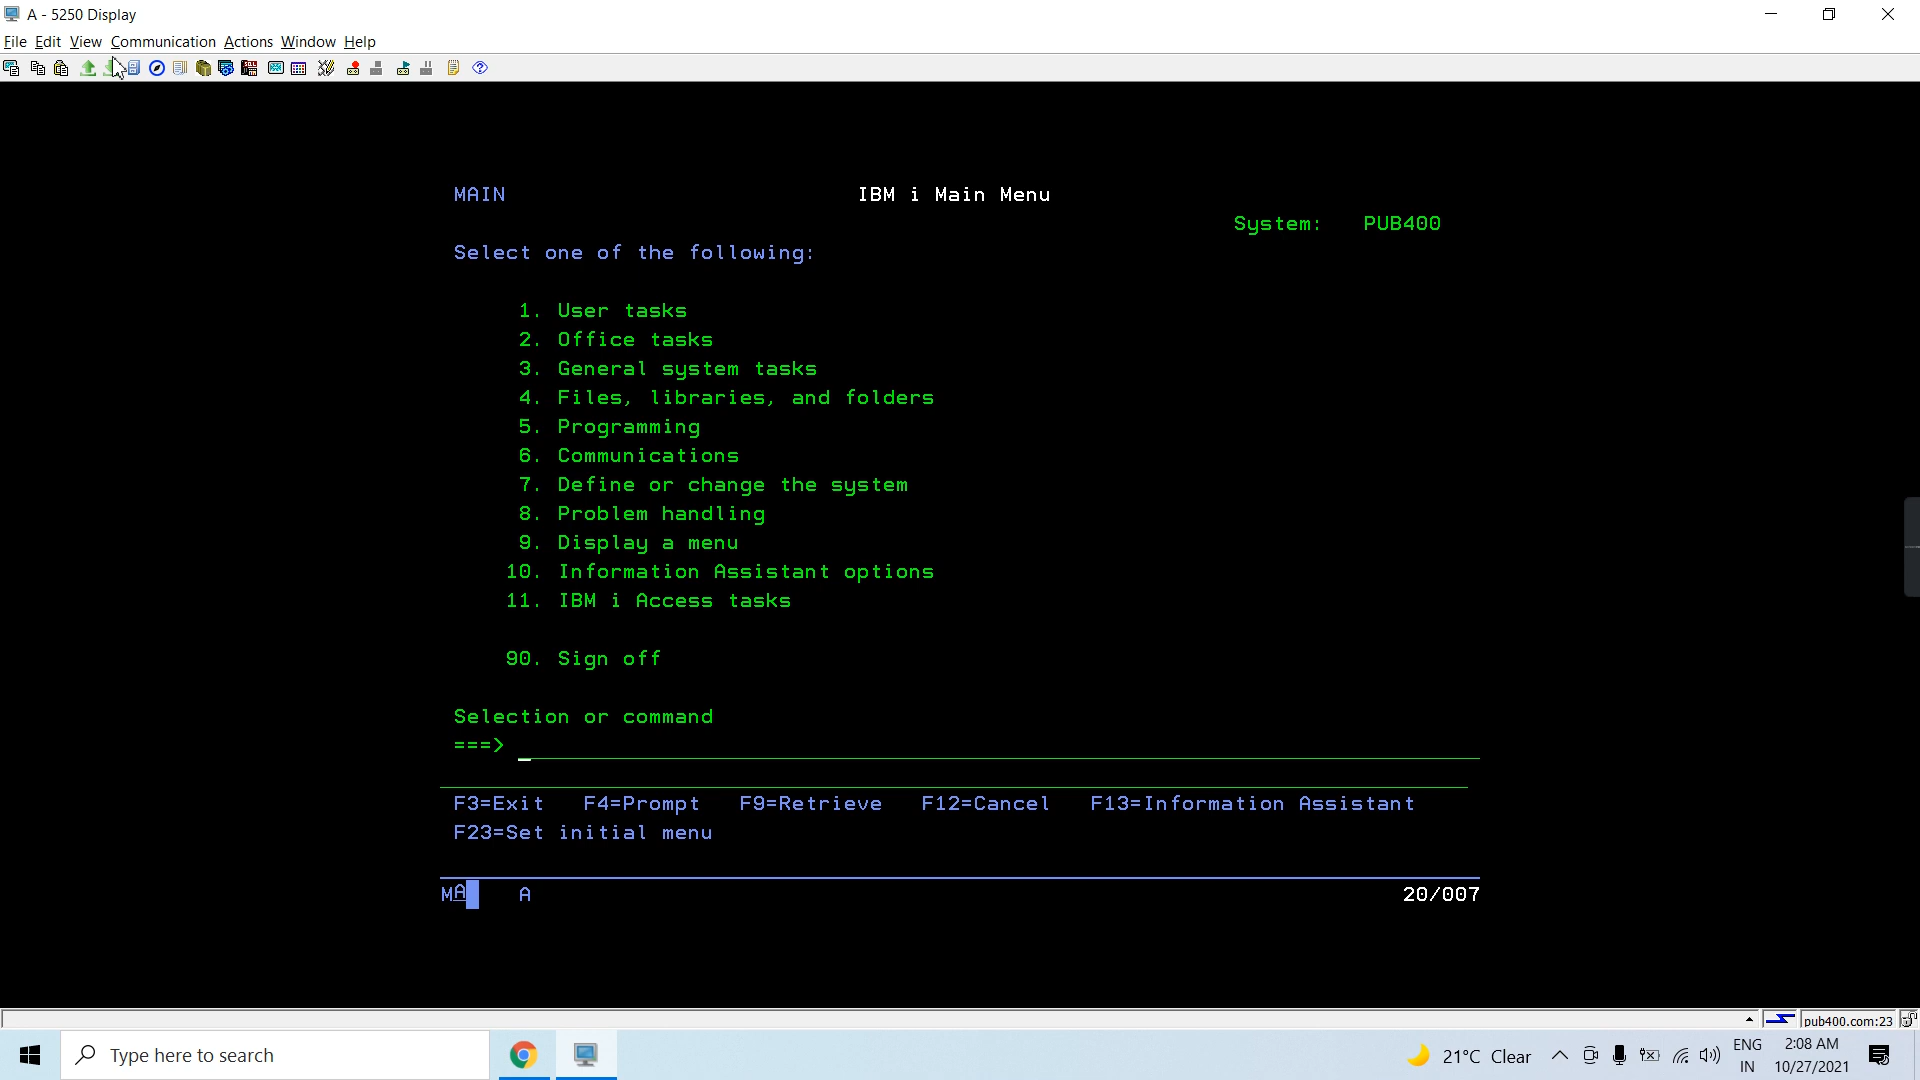 A - 5250 Display
File Edit View Communication Actions Window Help
MAIN IBM i Main Menu
System: PUB400
Select one of the following:
1. User tasks
2. Office tasks
3. General system tasks
4. Files, libraries, and folders
5. Programming
6. Communications
7. Define or change the system
8. Problem handling
9. Display a menu
10. Information Assistant options
11. IBM i Access tasks
90. Sign off
Selection or command
===>
F3=Exit F4=Prompt F9=Retrieve F12=Cancel F13=Information Assistant
F23=Set initial menu
MA A 20/007
pub400.com:23
Type here to search
21°C Clear
ENG
IN
2:08 AM
10/27/2021